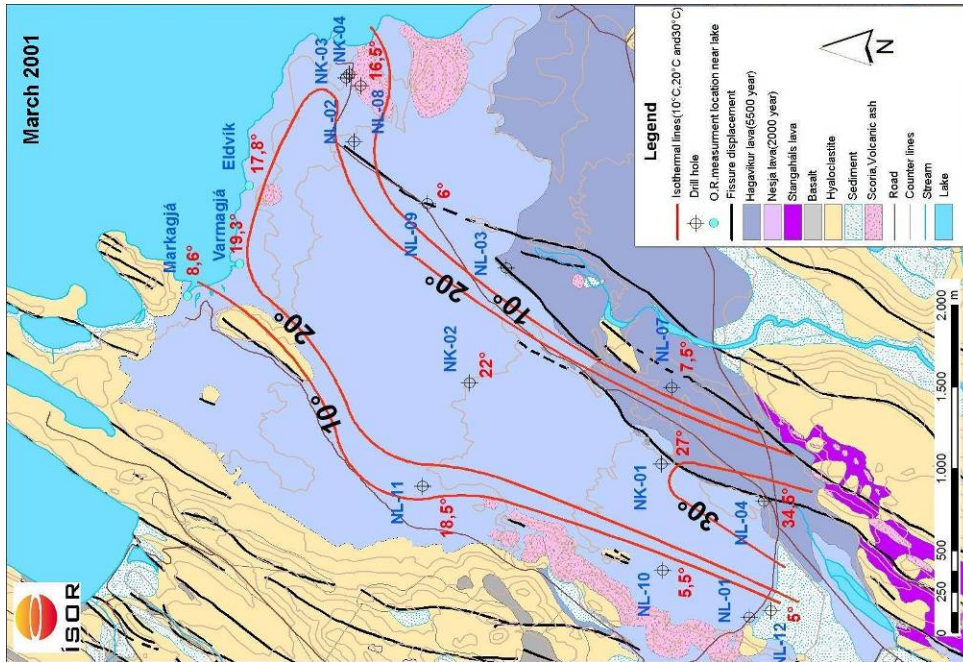 March 2001
ÍSOR
Markagjá
8,6°
Varmagjá
19,3°
Eldvík
17,8°
NK-03
NK-04
NL-02
NL-08
16,5°
20°
10°
NL-09
6°
20°
10°
NL-03
NK-02
22°
NL-11
18,5°
NL-07
7,5°
NK-01
27°
30°
NL-04
34,5°
NL-10
5,5°
NL-01
NL-12
5°
Legend
Isothermal lines(10°C,20°C and30°C)
Drill hole
O.R.measurment location near lake
Fissure displacement
Hagavíkur lava(5500 year)
Nesja lava(2000 year)
Stangaháls lava
Basalt
Hyaloclastite
Sediment
Scoria,Volcanic ash
Road
Counter lines
Stream
Lake
N
0 250 500 1.000 1.500 2.000
m